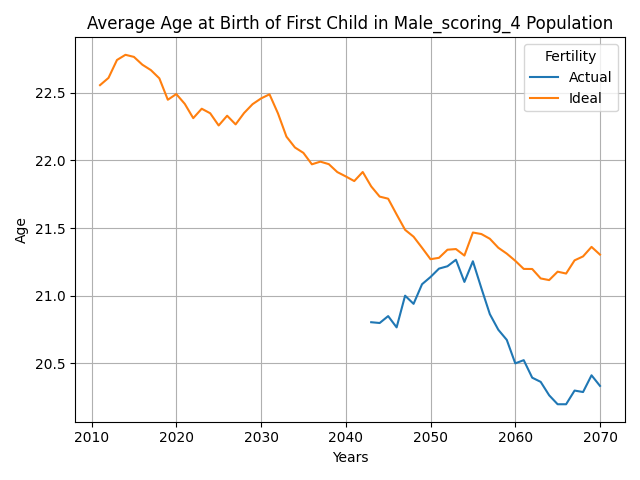 Average Age at Birth of First Child in Male_scoring_4 Population
Fertility
Actual
Ideal
Age
22.5
22.0
21.5
21.0
20.5
2010 2020 2030 2040 2050 2060 2070
Years